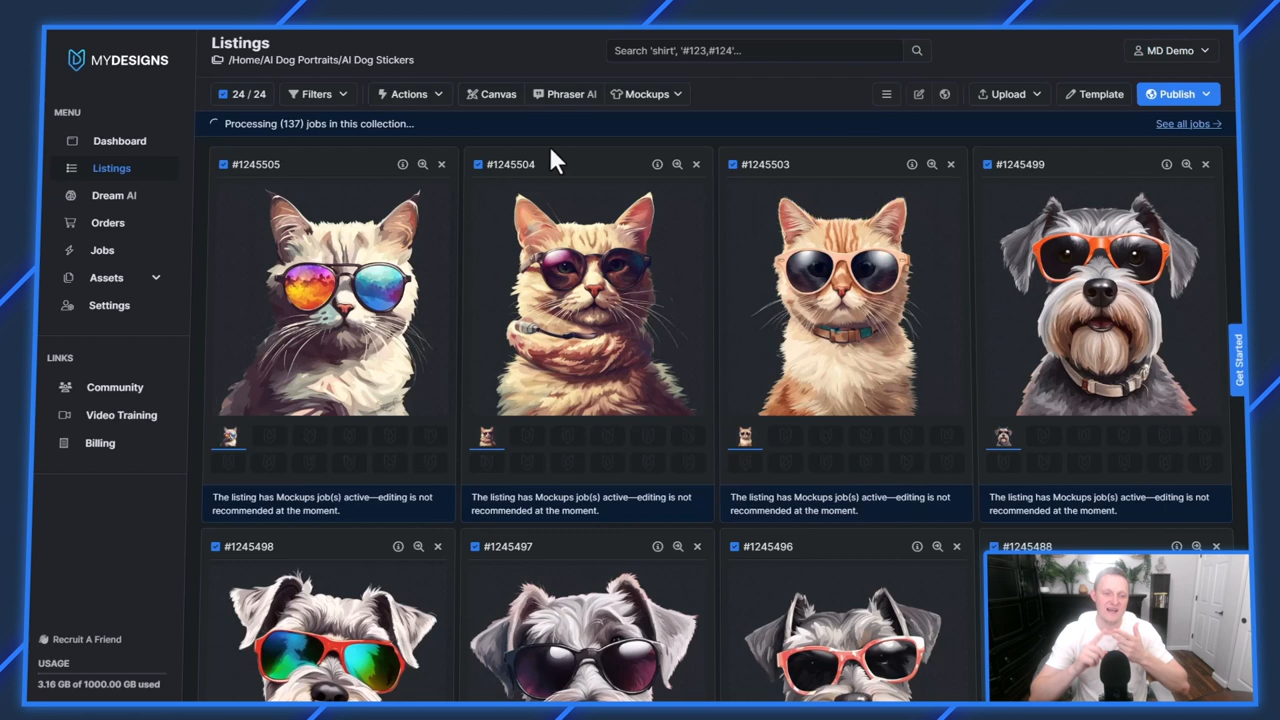 MYDESIGNS
MENU
Dashboard
Listings
Dream AI
Orders
Jobs
Assets
Settings
LINKS
Community
Video Training
Billing
Recruit A Friend
USAGE
3.16 GB of 1000.00 GB used
Listings
/Home/AI Dog Portraits/AI Dog Stickers
Search 'shirt', '#123,#124'...
MD Demo
24 / 24
Filters
Actions
Canvas
Phraser AI
Mockups
Upload
Template
Publish
Processing (137) jobs in this collection...
See all jobs
#1245505
#1245504
#1245503
#1245499
The listing has Mockups job(s) active—editing is not
recommended at the moment.
The listing has Mockups job(s) active—editing is not
recommended at the moment.
The listing has Mockups job(s) active—editing is not
recommended at the moment.
The listing has Mockups job(s) active—editing is not
recommended at the moment.
#1245498
#1245497
#1245496
#1245488
Get Started